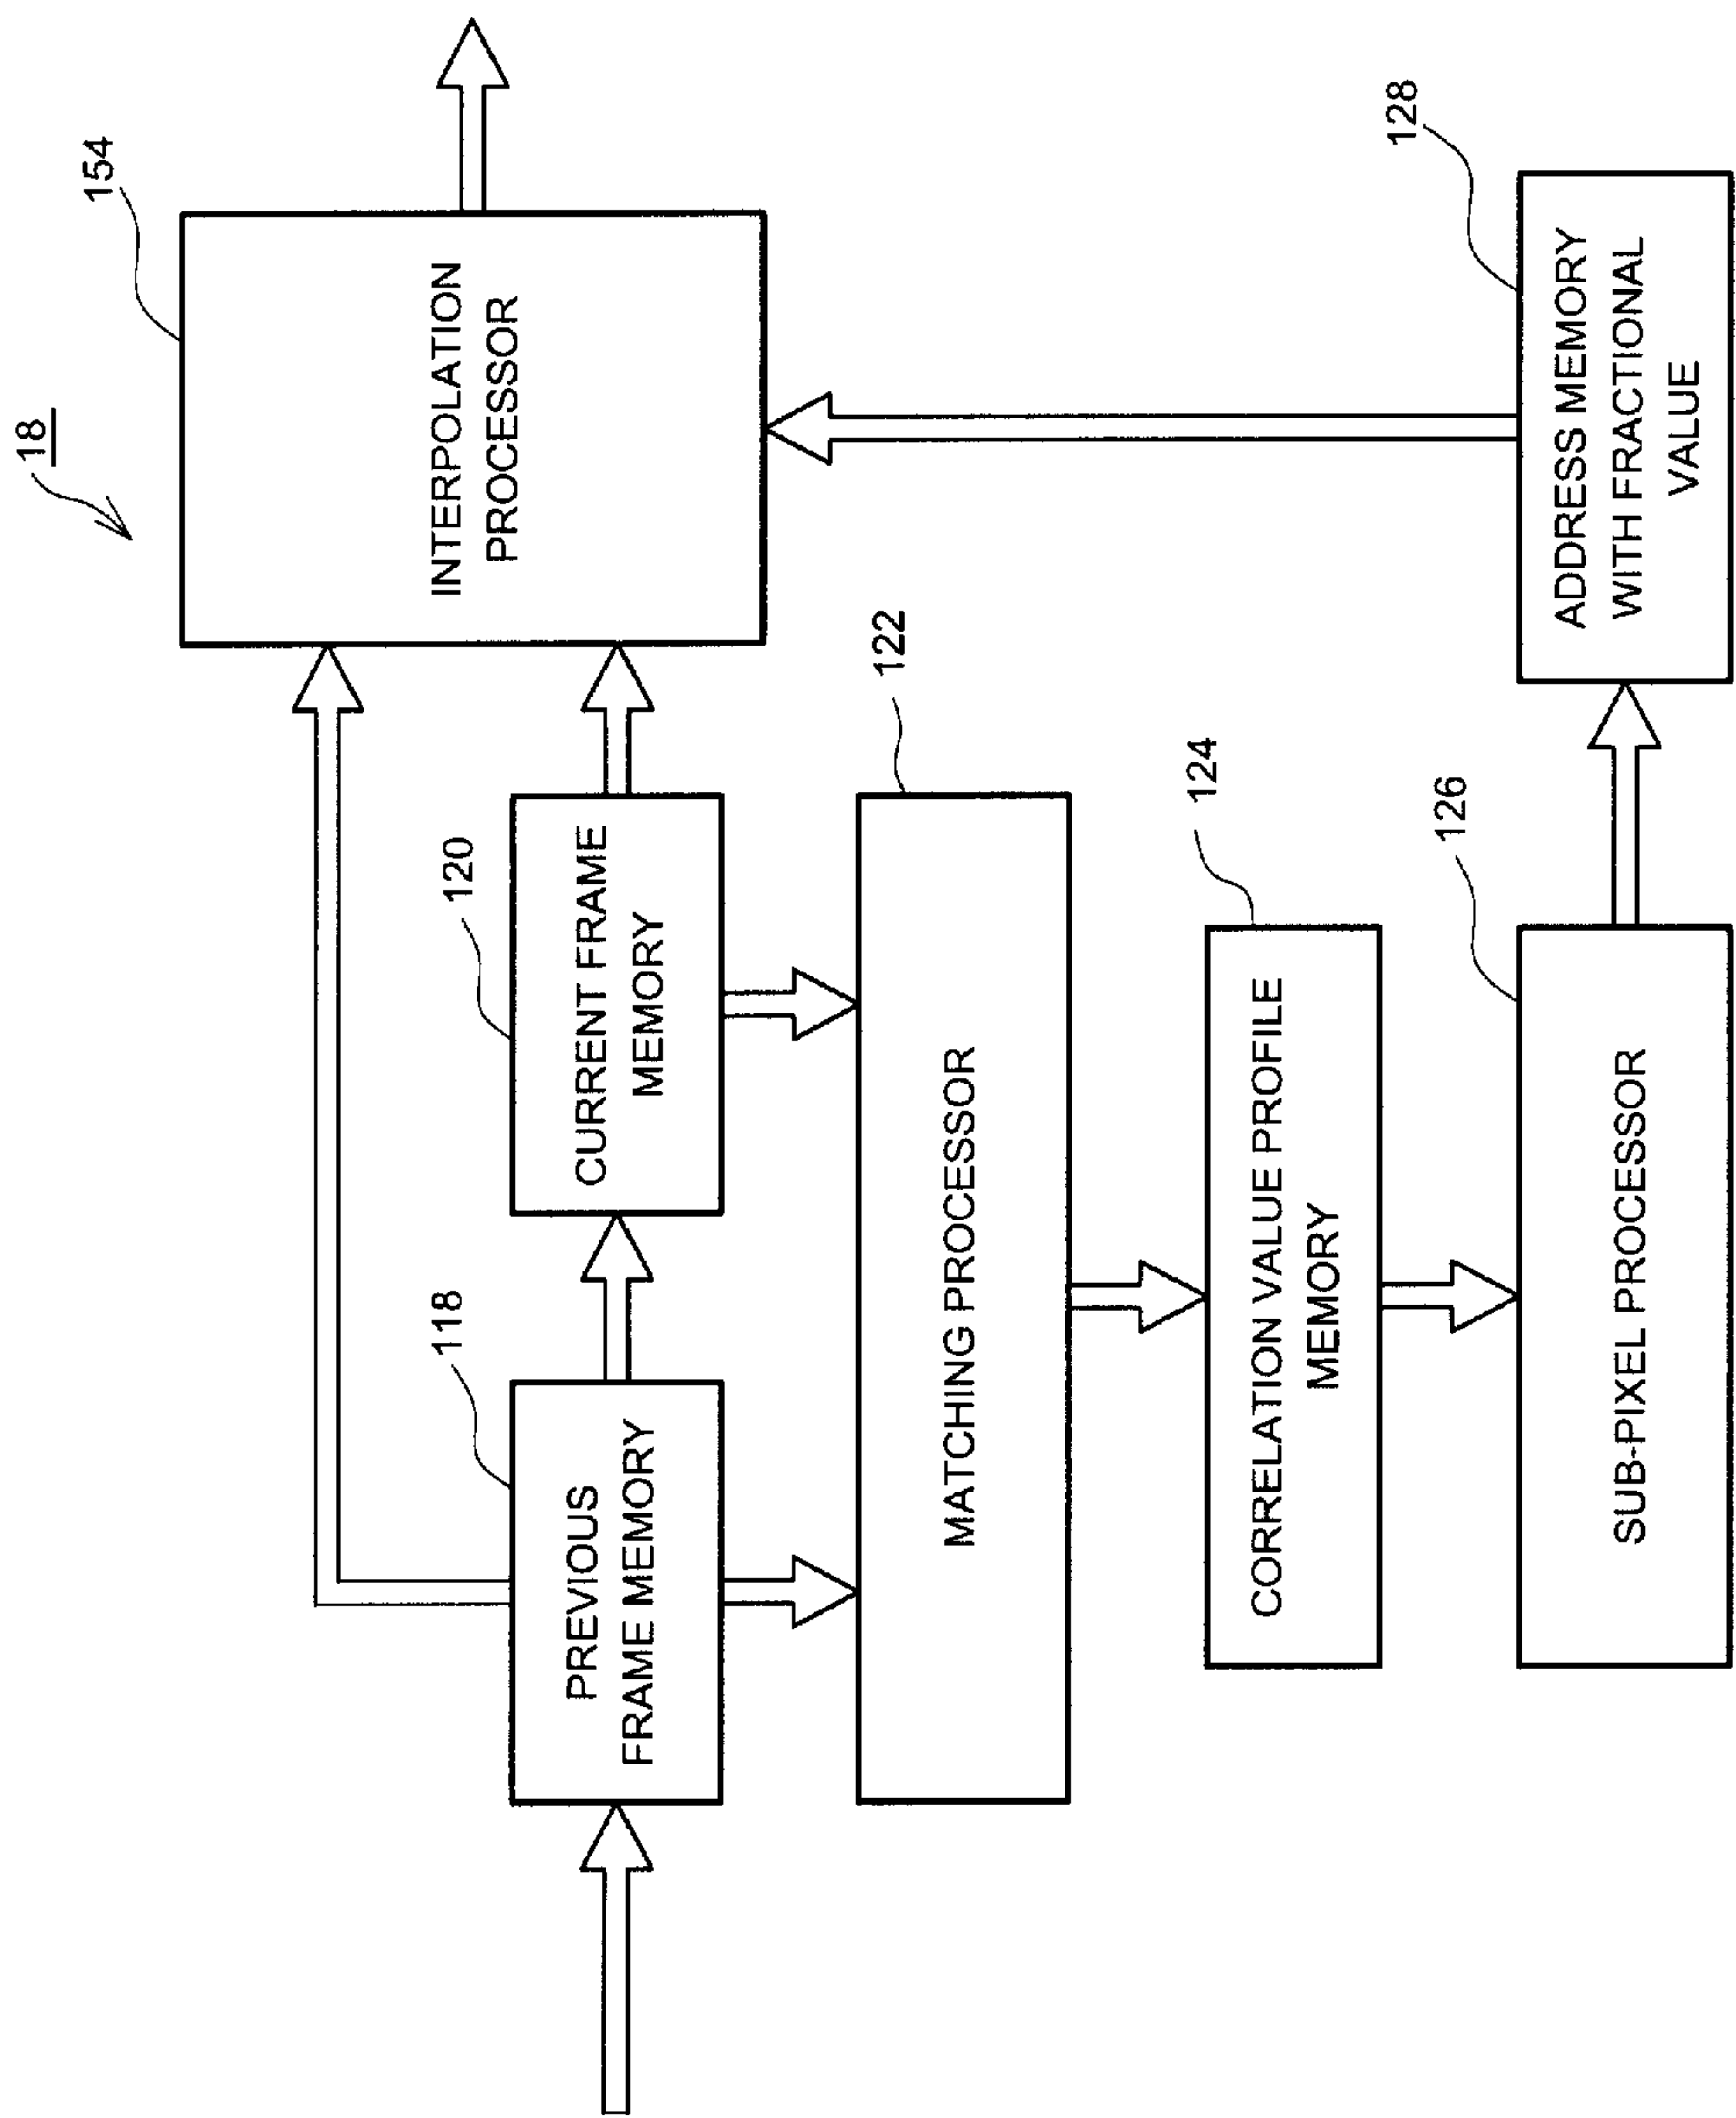 18
154
INTERPOLATION
PROCESSOR
118
PREVIOUS
FRAME MEMORY
120
CURRENT FRAME
MEMORY
122
MATCHING PROCESSOR
124
CORRELATION VALUE PROFILE
MEMORY
126
SUB-PIXEL PROCESSOR
128
ADDRESS MEMORY
WITH FRACTIONAL
VALUE